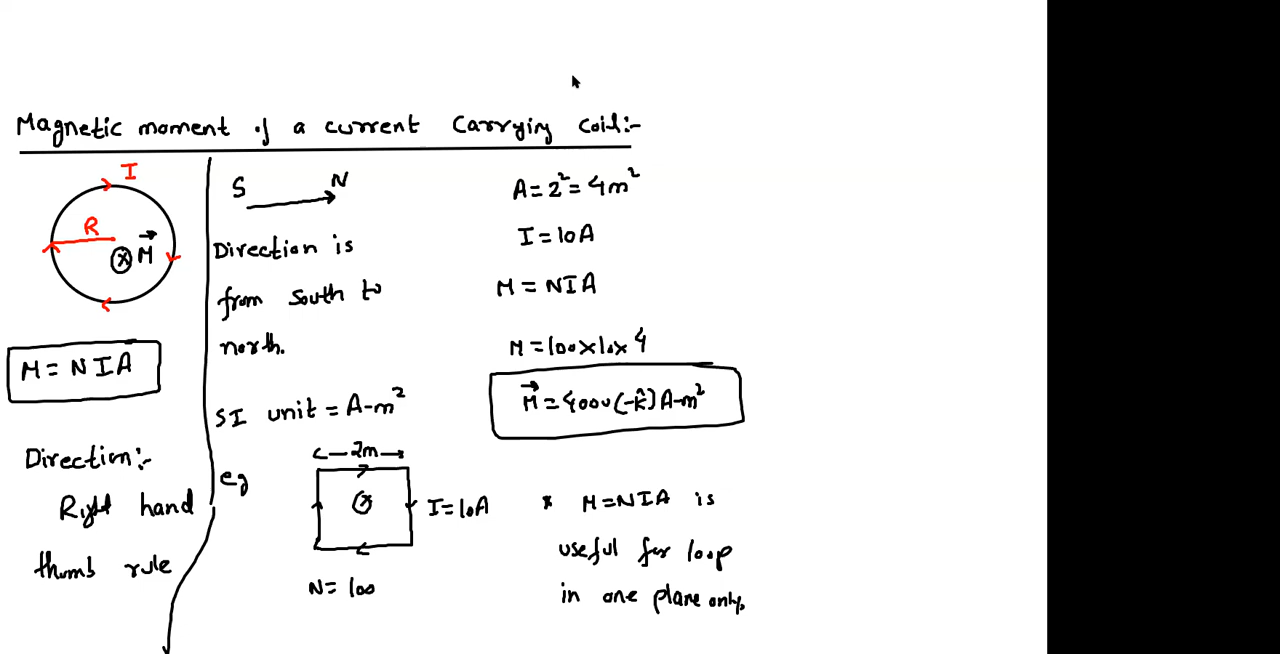 Magnetic moment of a current Carrying Coil:-
I
R
⊗ M⃗
M = NIA
Direction:-
Right hand
thumb rule
S N
Direction is
from south to
north.
SI unit = A-m²
eg
2m
⊗
I = 10A
N = 100
A = 2² = 4m²
I = 10A
M = NIA
M = 100×10×4
M⃗ = 4000(-k̂) A-m²
* M = NIA is
useful for loop
in one plane only.